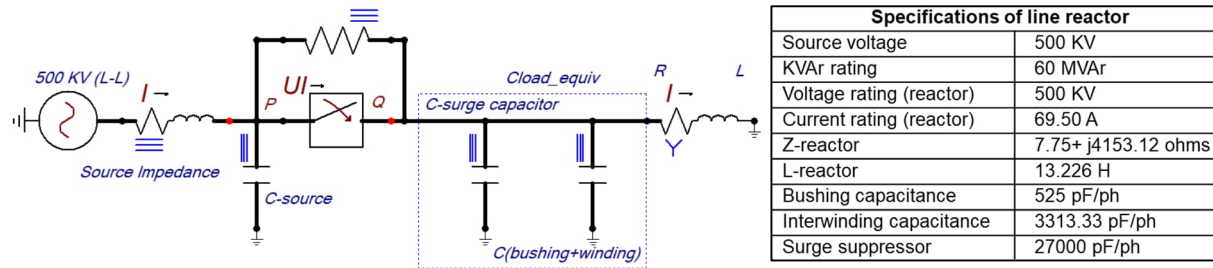 500 KV (L-L)
I
Source Impedance
P
UI
Q
C-source
Cload_equiv
C-surge capacitor
C(bushing+winding)
R
I
L
Y
Specifications of line reactor
Source voltage 500 KV
KVAr rating 60 MVAr
Voltage rating (reactor) 500 KV
Current rating (reactor) 69.50 A
Z-reactor 7.75+ j4153.12 ohms
L-reactor 13.226 H
Bushing capacitance 525 pF/ph
Interwinding capacitance 3313.33 pF/ph
Surge suppressor 27000 pF/ph